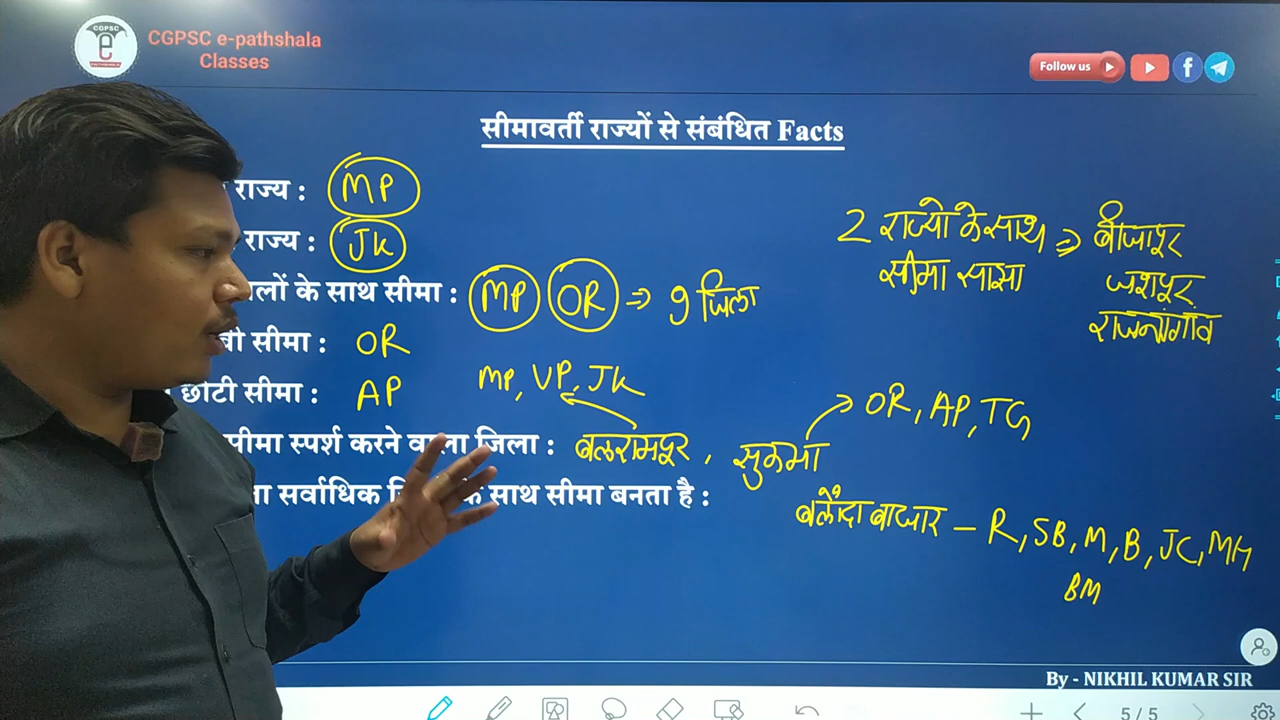 CGPSC e-pathshala
Classes
Follow us
सीमावर्ती राज्यों से संबंधित Facts
राज्य : MP
राज्य : JK
के साथ सीमा : MP OR ⇒ 9 जिला
सीमा : OR
छोटी सीमा : AP
MP, UP, JK
सीमा स्पर्श करने वाला जिला : बलरामपुर, सुकमा
OR, AP, TG
सर्वाधिक के साथ सीमा बनता है :
बलौदा बाजार – R, SB, M, B, JC, MH
BM
2 राज्यो के साथ ⇒ बीजापुर
सीमा साझा जशपुर
राजनांगांव
By - NIKHIL KUMAR SIR
5 / 5